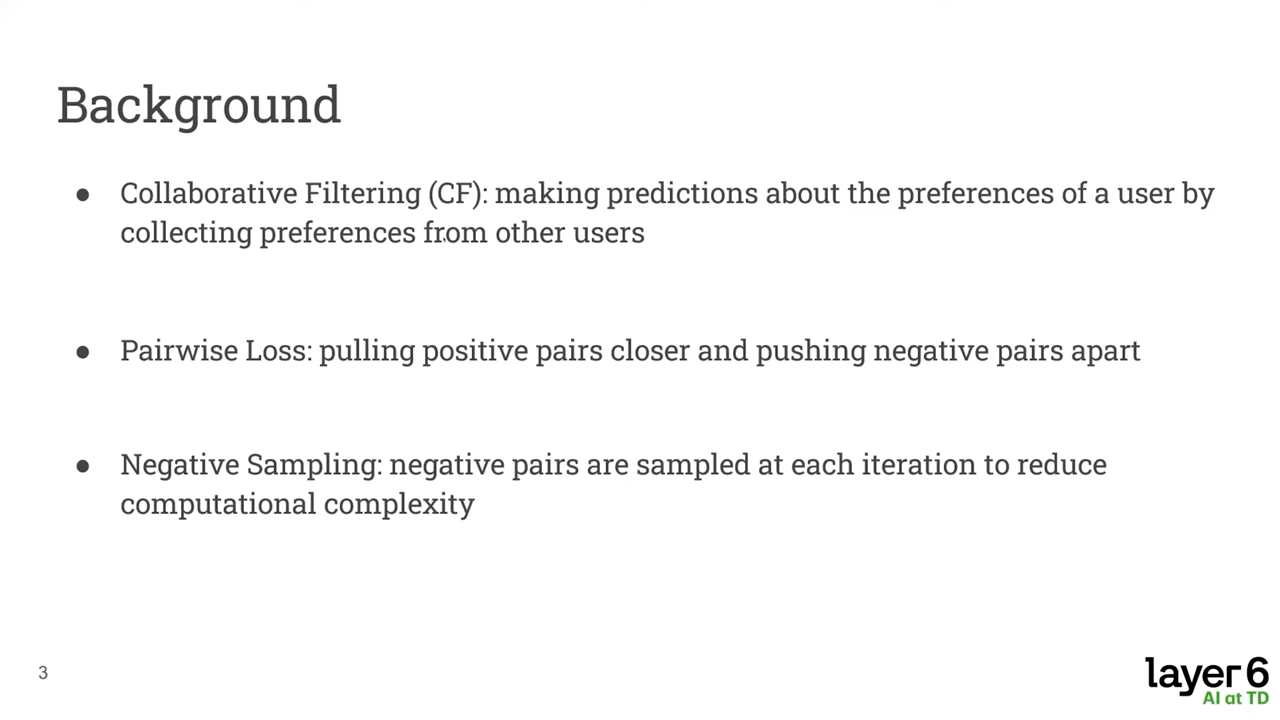 Background
● Collaborative Filtering (CF): making predictions about the preferences of a user by
collecting preferences from other users
● Pairwise Loss: pulling positive pairs closer and pushing negative pairs apart
● Negative Sampling: negative pairs are sampled at each iteration to reduce
computational complexity
3
layer 6
AI at TD